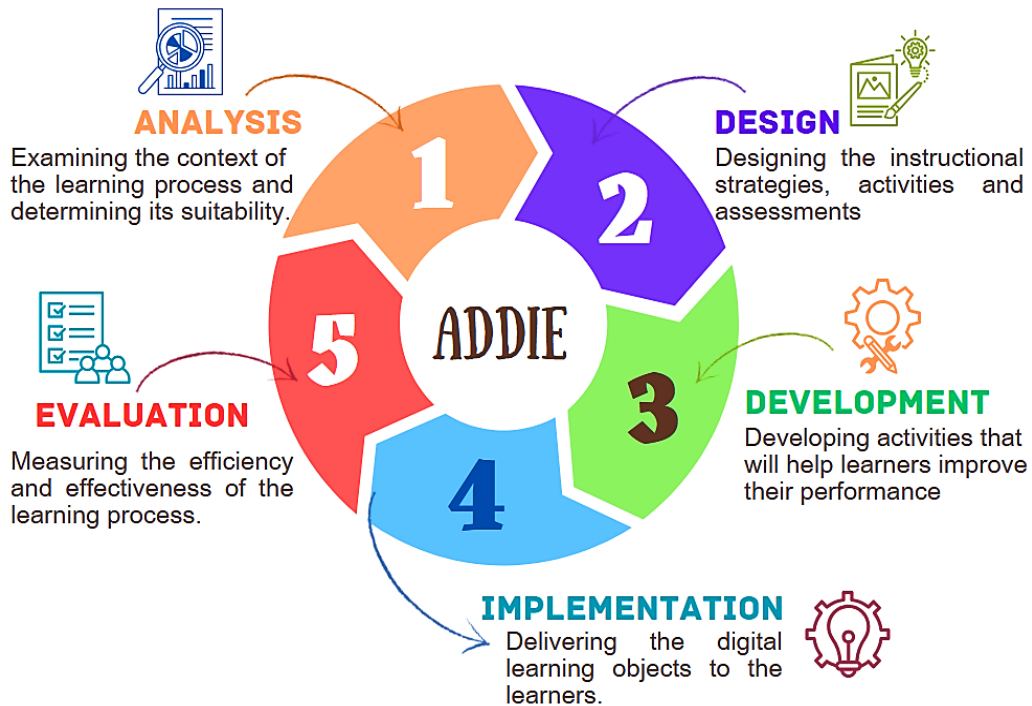 ANALYSIS
Examining the context of
the learning process and
determining its suitability.
1
DESIGN
Designing the instructional
strategies, activities and
assessments
2
ADDIE
3
DEVELOPMENT
Developing activities that
will help learners improve
their performance
4
IMPLEMENTATION
Delivering the digital
learning objects to the
learners.
5
EVALUATION
Measuring the efficiency
and effectiveness of the
learning process.